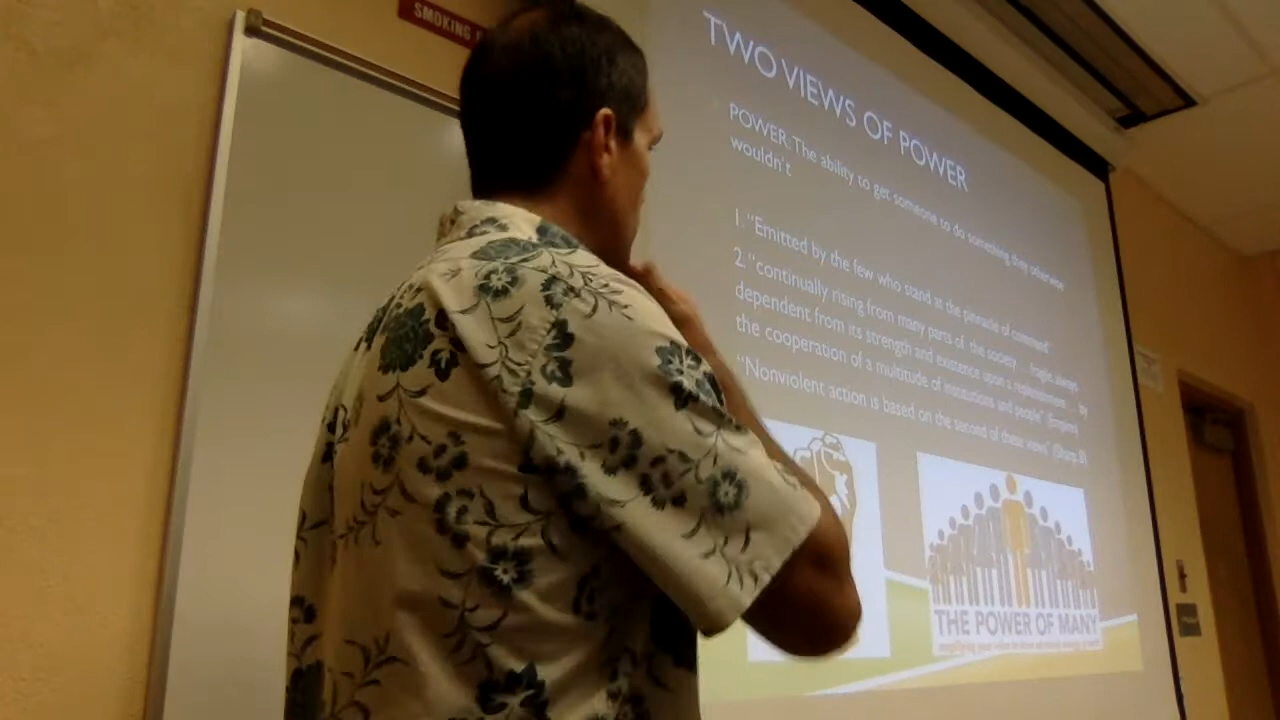 SMOKING
TWO VIEWS OF POWER
POWER: The ability to get someone to do something they otherwise
wouldn't
1. "Emitted by the few who stand at the pinnacle of command"
2. "continually rising from many parts of the society ... fragile, always
dependent from its strength and existence upon a replenishment ... by
the cooperation of a multitude of institutions and people"
"Nonviolent action is based on the second of these views" (Sharp, 8)
THE POWER OF MANY